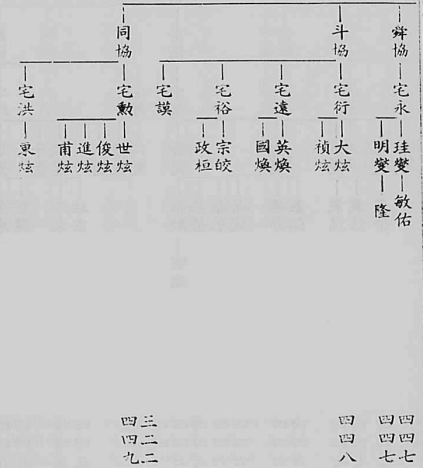 舜協
宅永
珪燮
敏佑
明燮
隆
斗協
宅衍
大炫
禎炫
宅遠
英煥
國煥
宅裕
宗皎
政桓
宅謨
同協
宅勲
世炫
俊炫
進炫
甫炫
宅洪
東炫
四四七
四四七
四四八
三二二
四四九